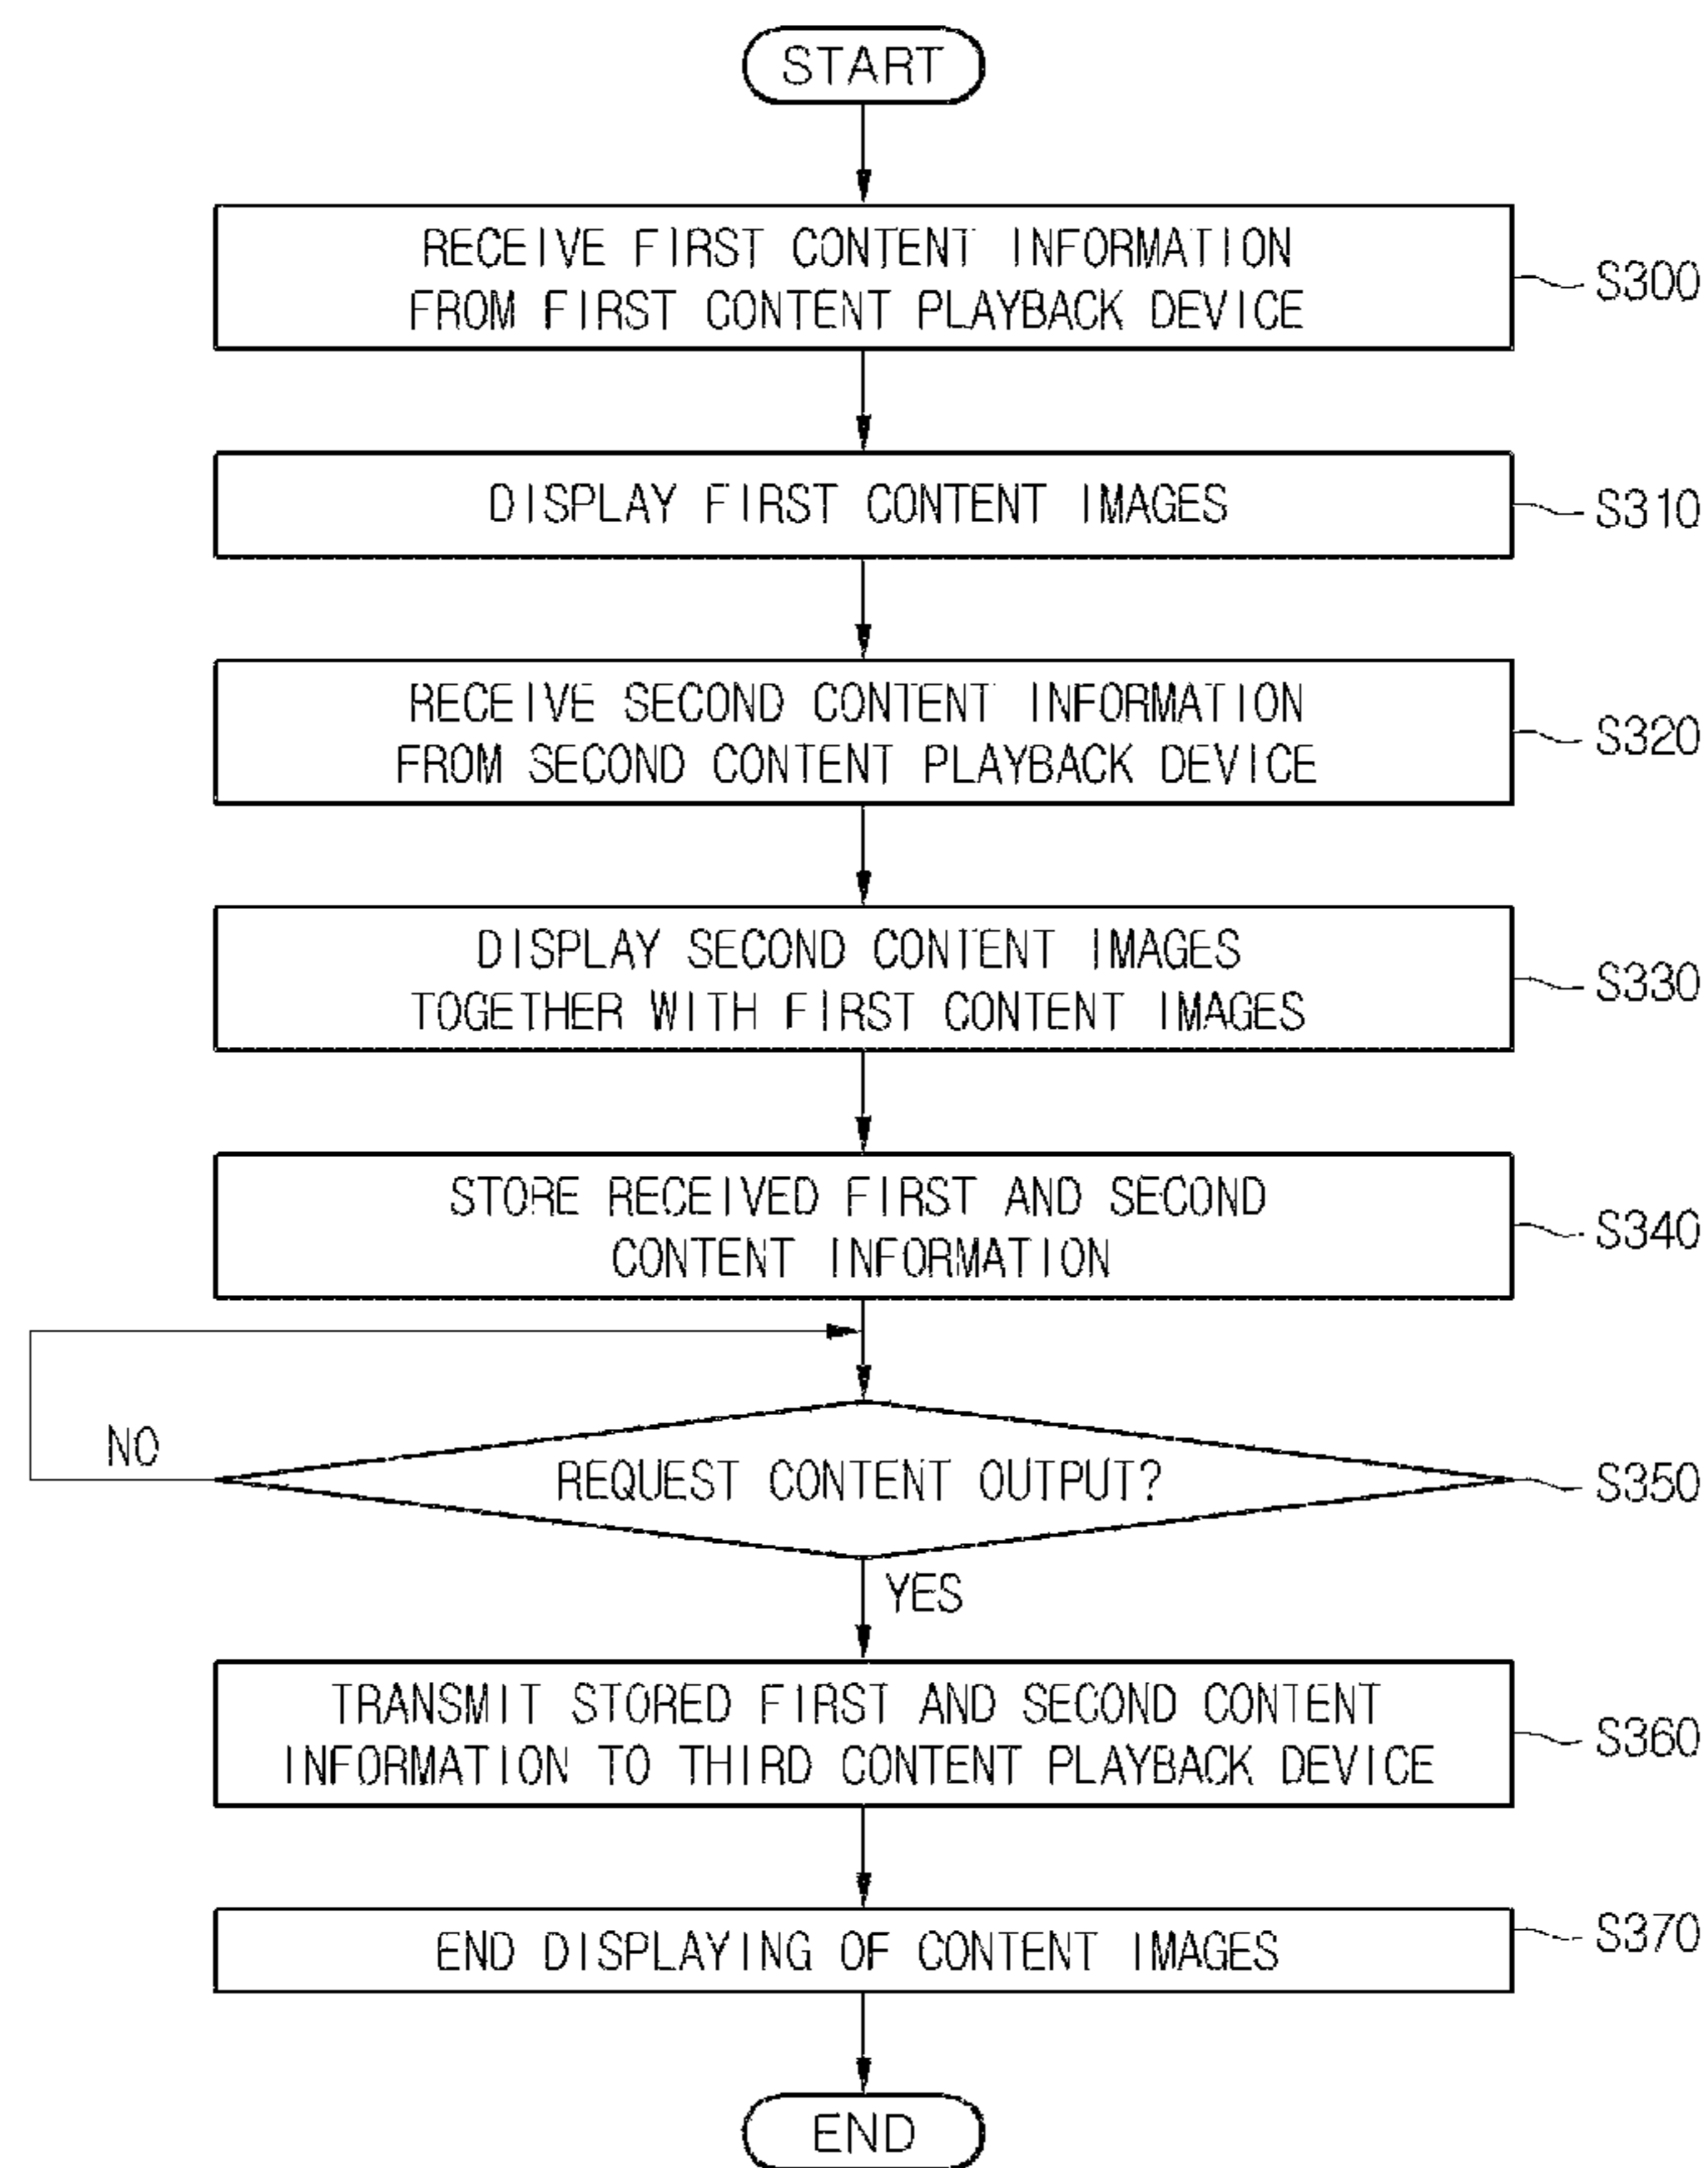 START
RECEIVE FIRST CONTENT INFORMATION
FROM FIRST CONTENT PLAYBACK DEVICE
S300
DISPLAY FIRST CONTENT IMAGES
S310
RECEIVE SECOND CONTENT INFORMATION
FROM SECOND CONTENT PLAYBACK DEVICE
S320
DISPLAY SECOND CONTENT IMAGES
TOGETHER WITH FIRST CONTENT IMAGES
S330
STORE RECEIVED FIRST AND SECOND
CONTENT INFORMATION
S340
NO
REQUEST CONTENT OUTPUT?
S350
YES
TRANSMIT STORED FIRST AND SECOND CONTENT
INFORMATION TO THIRD CONTENT PLAYBACK DEVICE
S360
END DISPLAYING OF CONTENT IMAGES
S370
END